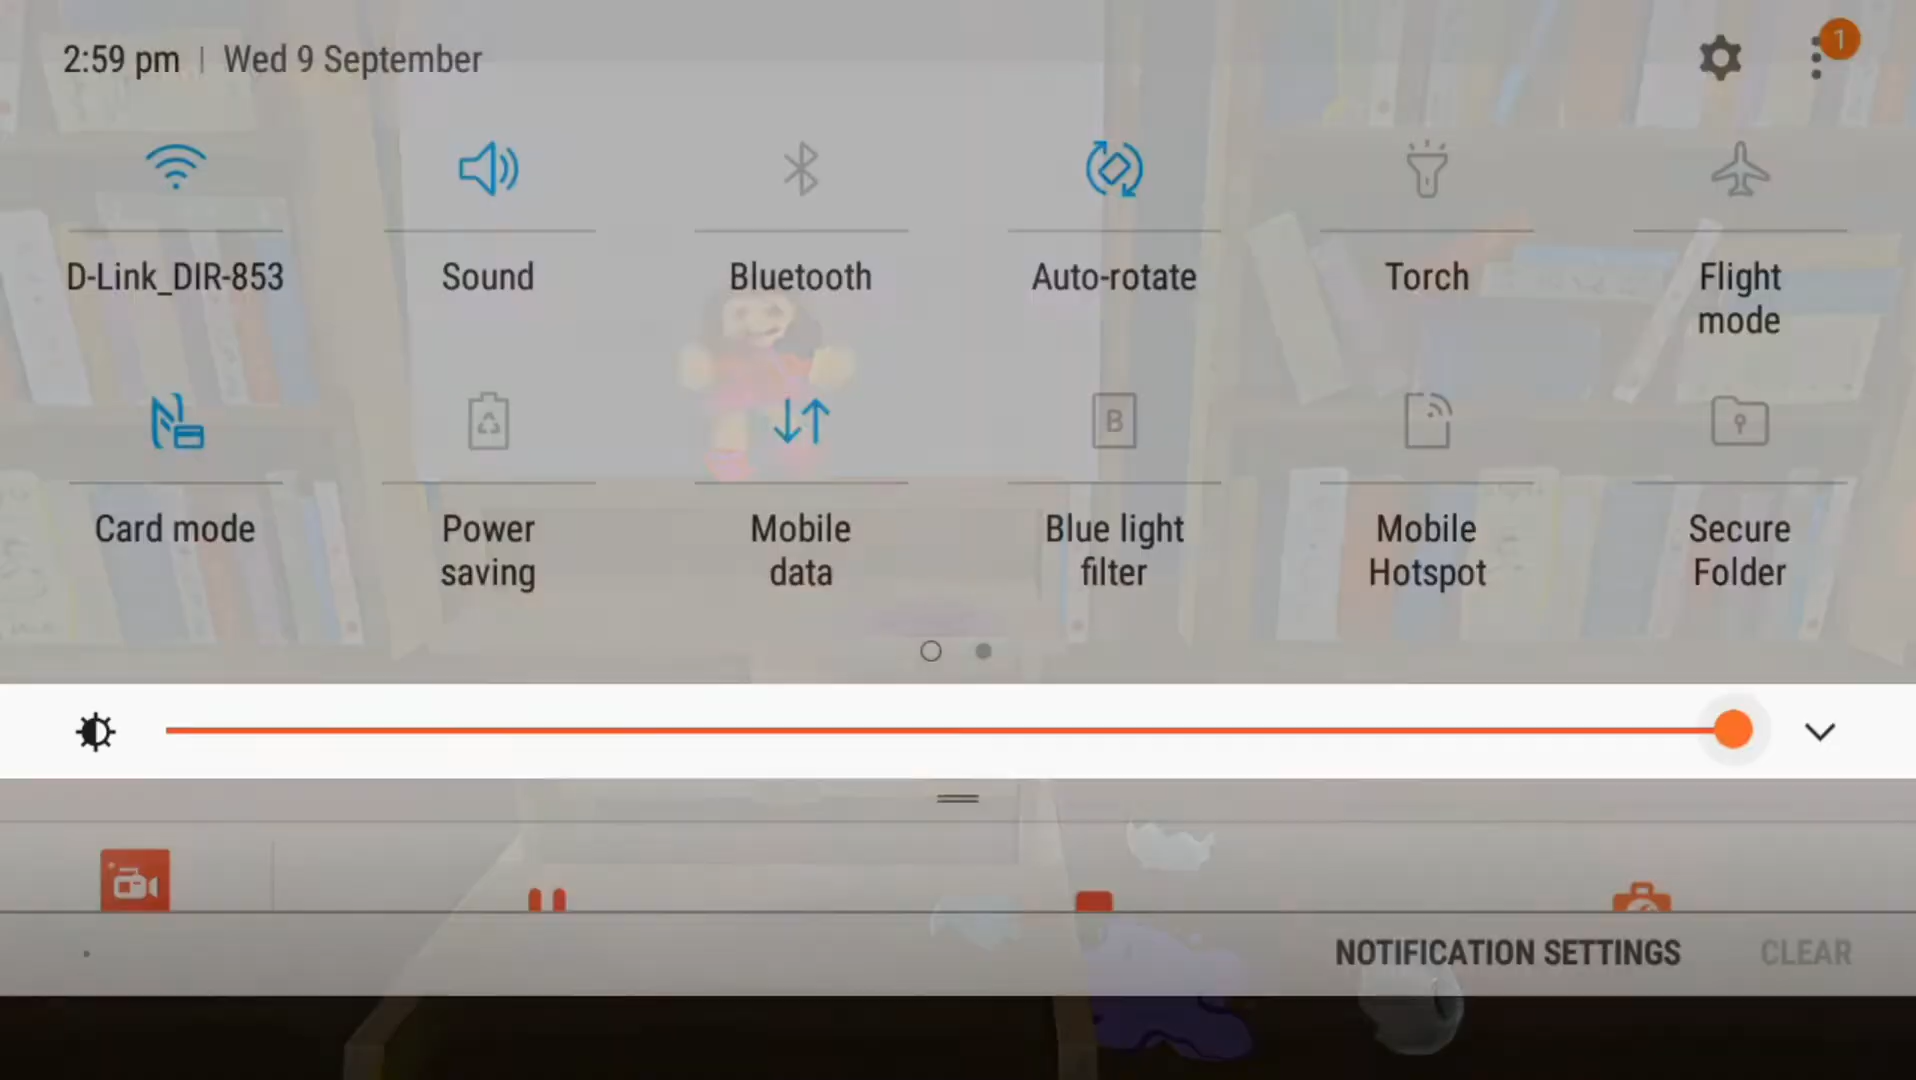 2:59 pm | Wed 9 September
1
D-Link_DIR-853
Sound
Bluetooth
Auto-rotate
Torch
Flight
mode
Card mode
Power
saving
Mobile
data
B
Blue light
filter
Mobile
Hotspot
Secure
Folder
NOTIFICATION SETTINGS
CLEAR